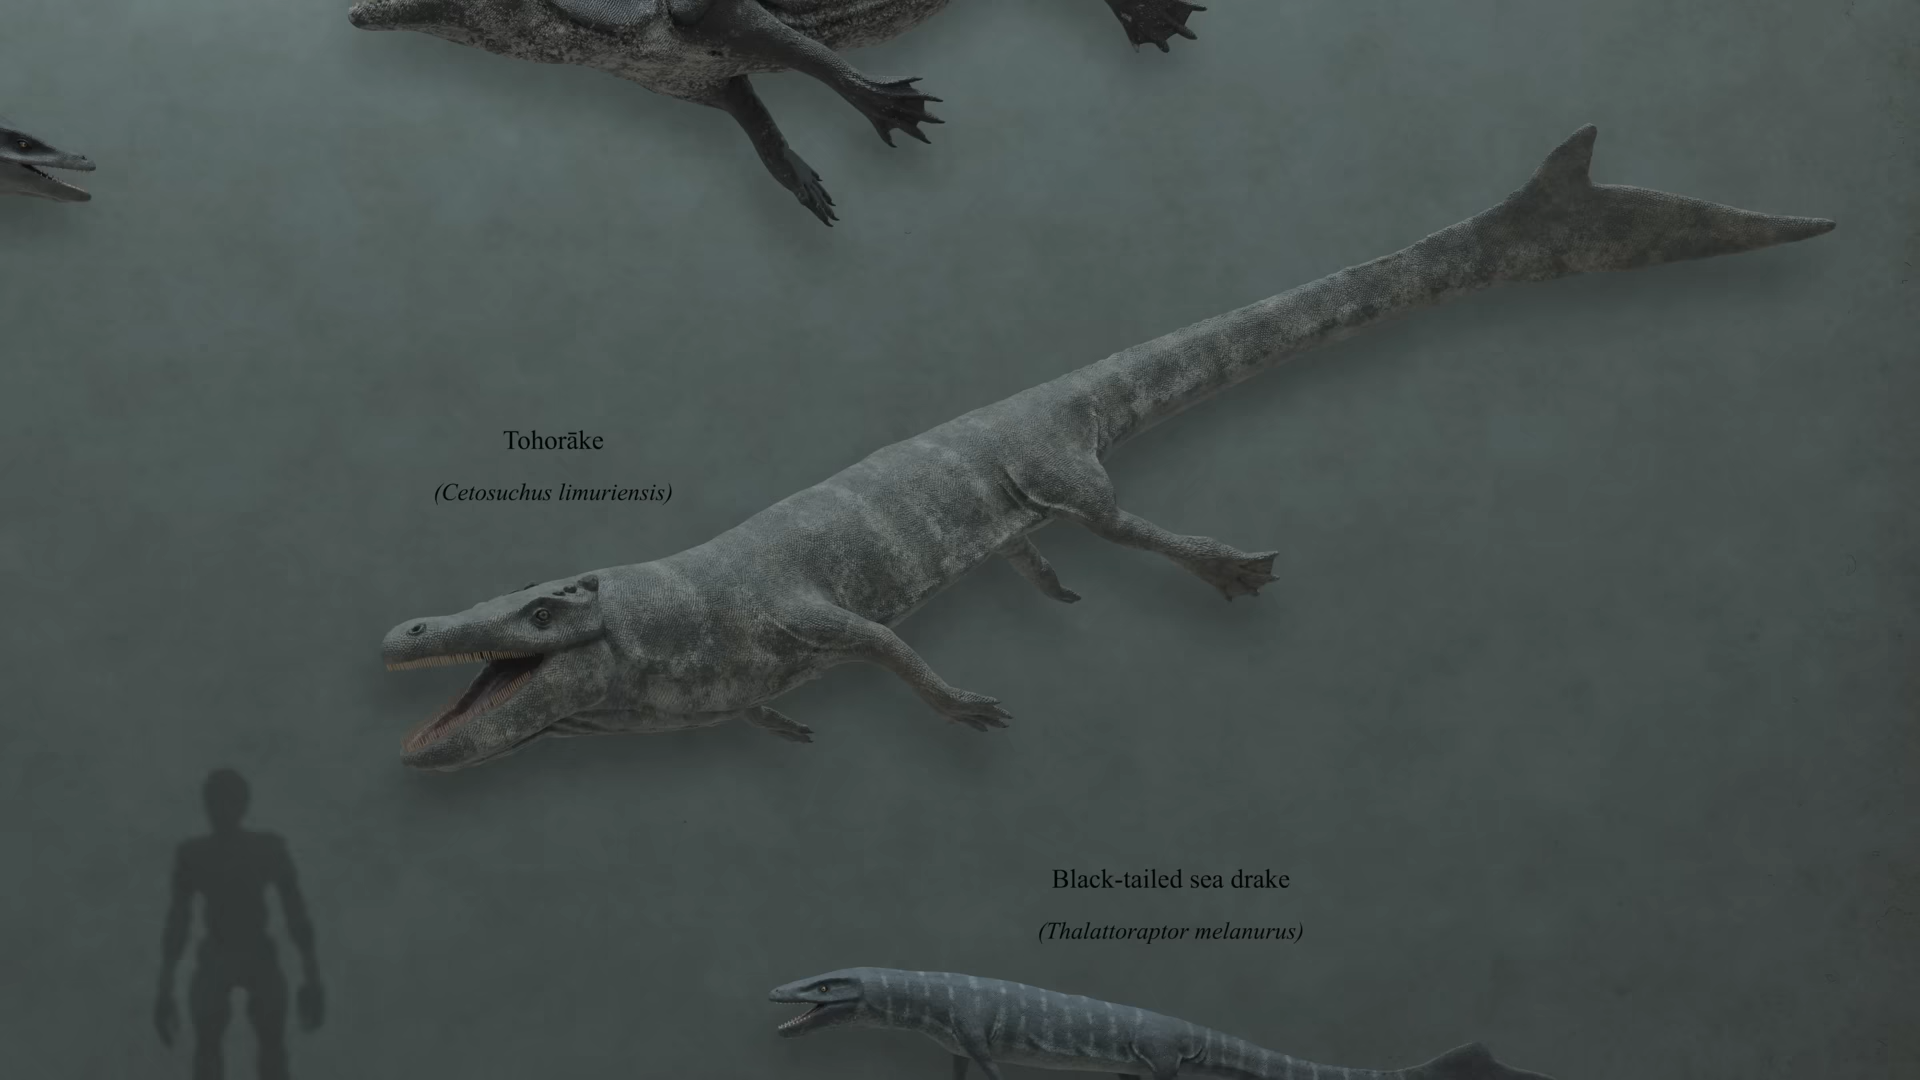 Tohorāke
(Cetosuchus limuriensis)
Black-tailed sea drake
(Thalattoraptor melanurus)